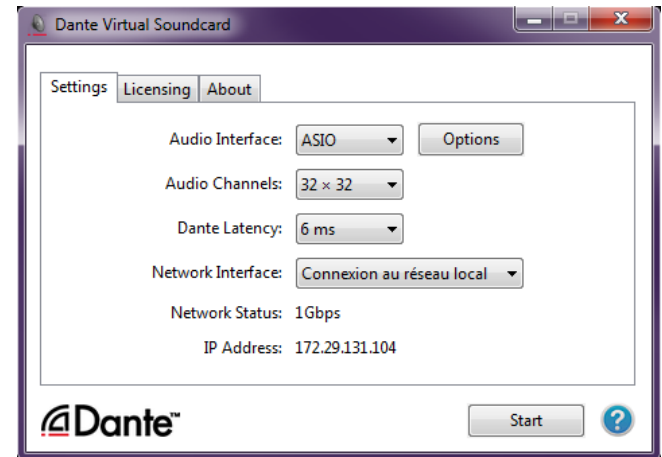 Dante Virtual Soundcard
Settings Licensing About
Audio Interface: ASIO Options
Audio Channels: 32 × 32
Dante Latency: 6 ms
Network Interface: Connexion au réseau local
Network Status: 1Gbps
IP Address: 172.29.131.104
Dante™ Start ?